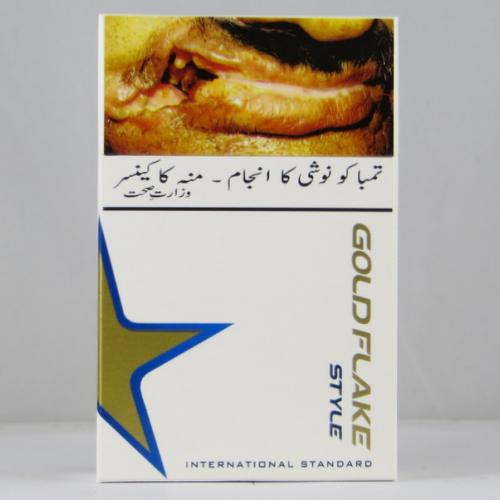 تمباکو نوشی کا انجام ۔ منہ کا کینسر
وزارتِ صحت
GOLD FLAKE
STYLE
INTERNATIONAL STANDARD